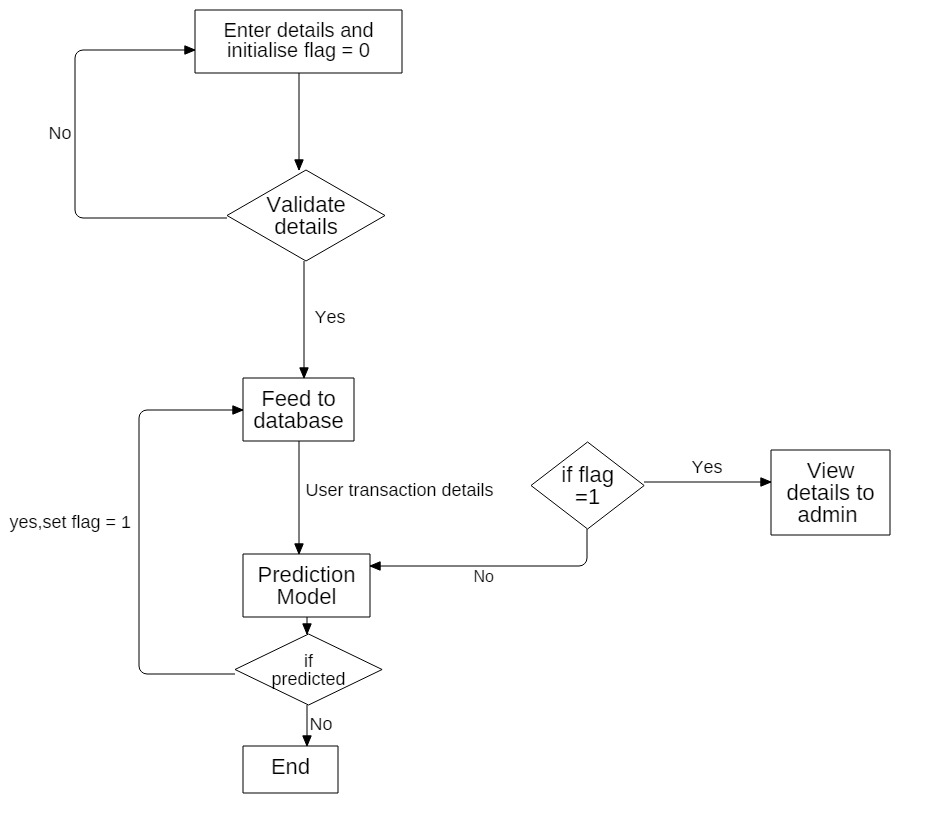 Enter details and
initialise flag = 0
No
Validate
details
Yes
Feed to
database
if flag
=1
Yes
View
details to
admin
User transaction details
yes,set flag = 1
Prediction
Model
No
if
predicted
No
End